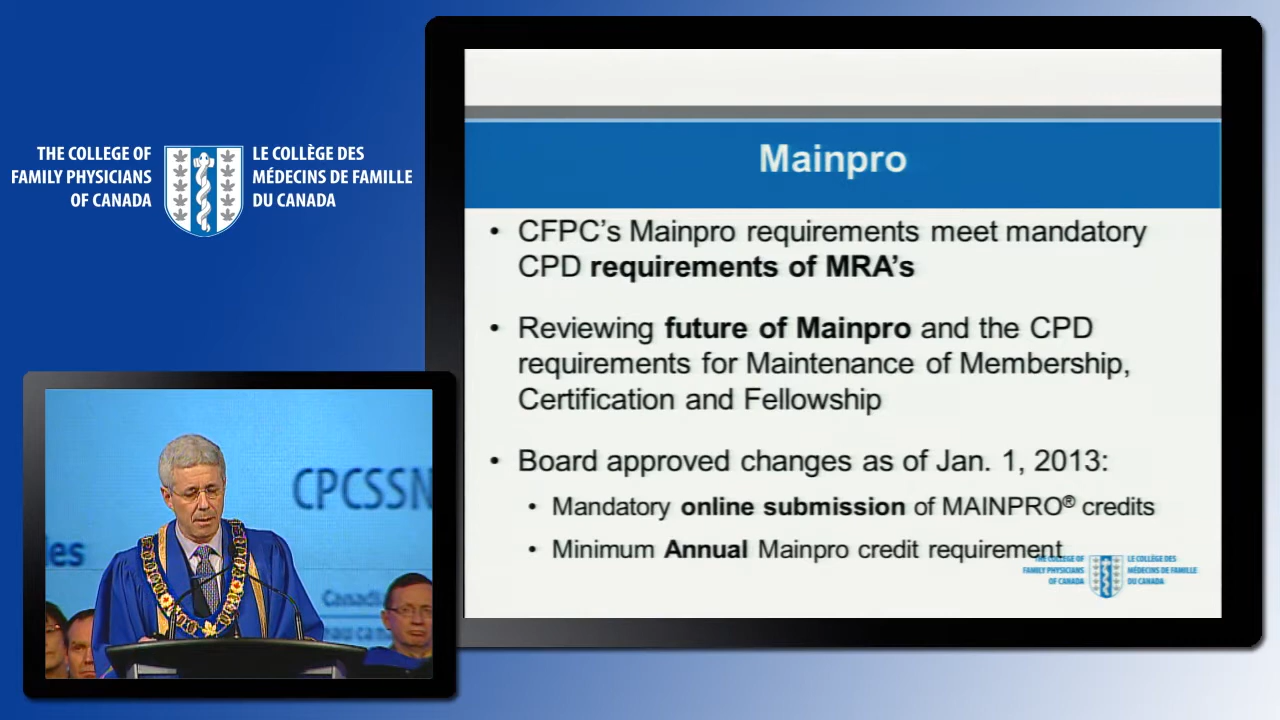 THE COLLEGE OF
FAMILY PHYSICIANS
OF CANADA
LE COLLÈGE DES
MÉDECINS DE FAMILLE
DU CANADA
Mainpro
• CFPC’s Mainpro requirements meet mandatory
CPD requirements of MRA’s
• Reviewing future of Mainpro and the CPD
requirements for Maintenance of Membership,
Certification and Fellowship
• Board approved changes as of Jan. 1, 2013:
• Mandatory online submission of MAINPRO® credits
• Minimum Annual Mainpro credit requirement
THE COLLEGE OF
FAMILY PHYSICIANS
OF CANADA
LE COLLÈGE DES
MÉDECINS DE FAMILLE
DU CANADA
CPCSSN